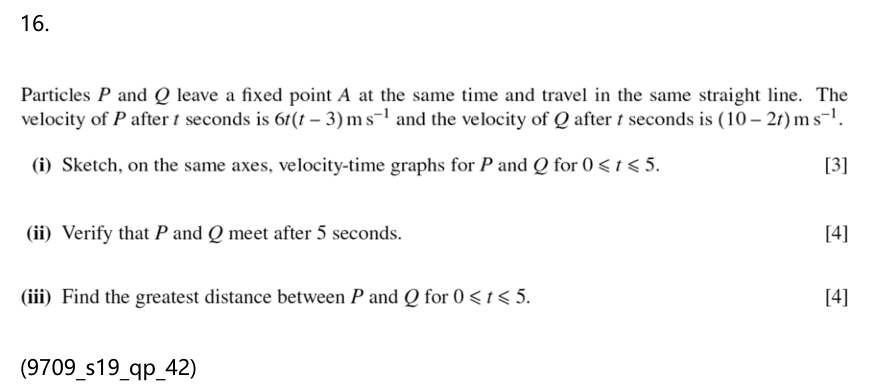 16.
Particles P and Q leave a fixed point A at the same time and travel in the same straight line. The
velocity of P after t seconds is 6t(t − 3) m s⁻¹ and the velocity of Q after t seconds is (10 − 2t) m s⁻¹.
(i) Sketch, on the same axes, velocity-time graphs for P and Q for 0 ⩽ t ⩽ 5. [3]
(ii) Verify that P and Q meet after 5 seconds. [4]
(iii) Find the greatest distance between P and Q for 0 ⩽ t ⩽ 5. [4]
(9709_s19_qp_42)